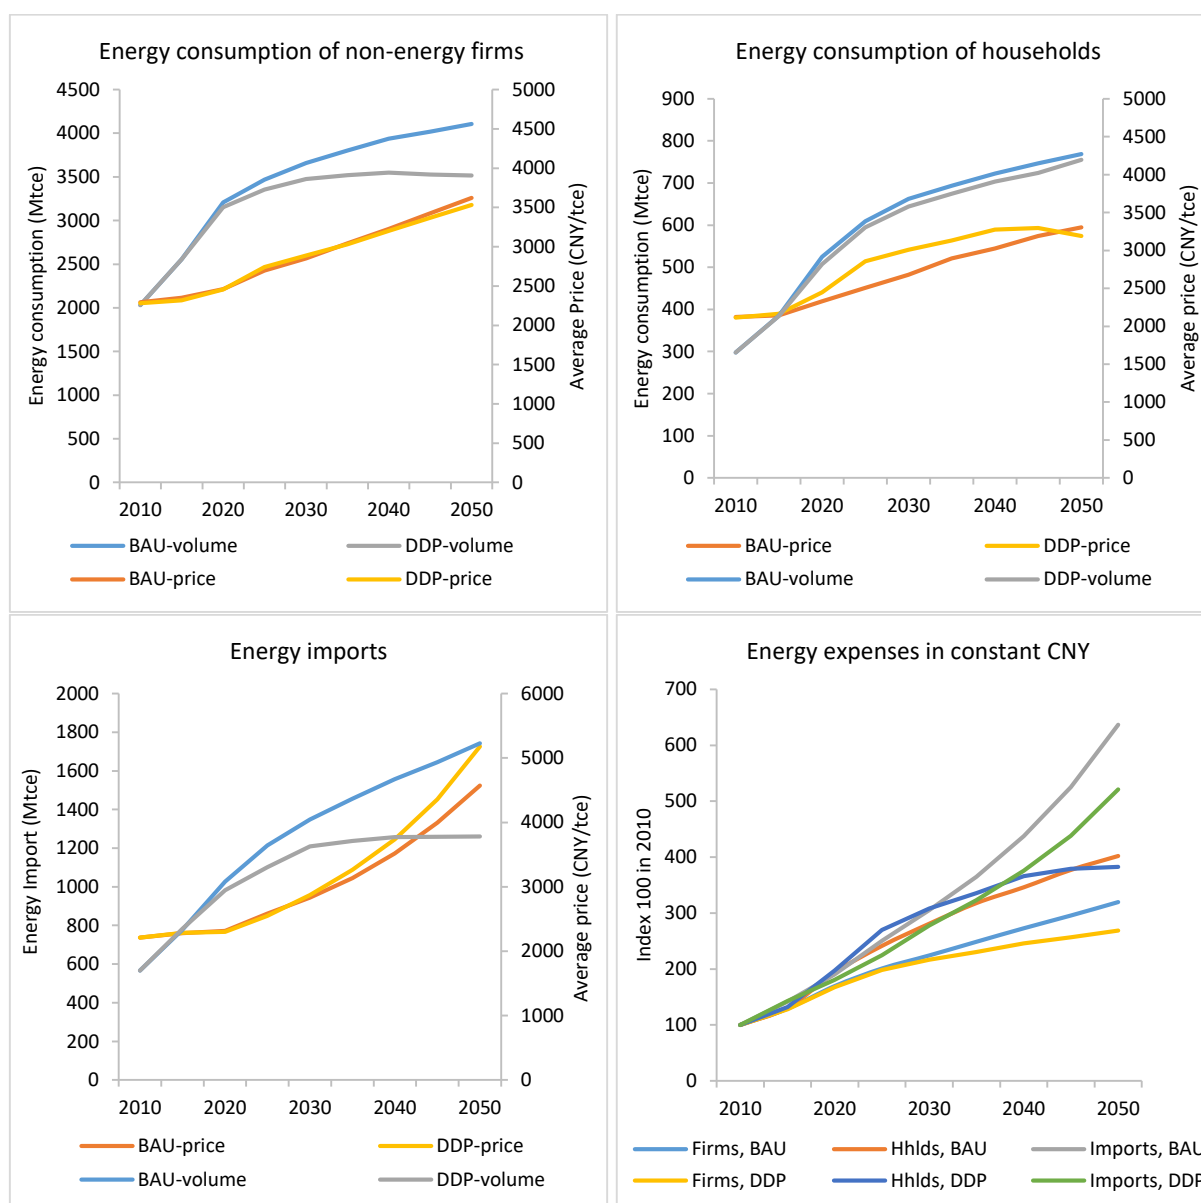 Energy consumption of non-energy firms
4500
4000
3500
3000
2500
2000
1500
1000
500
0
Energy consumption (Mtce)
5000
4500
4000
3500
3000
2500
2000
1500
1000
500
0
Average Price (CNY/tce)
2010 2020 2030 2040 2050
BAU-volume DDP-volume
BAU-price DDP-price
Energy consumption of households
900
800
700
600
500
400
300
200
100
0
Energy consumption (Mtce)
5000
4500
4000
3500
3000
2500
2000
1500
1000
500
0
Average price (CNY/tce)
2010 2020 2030 2040 2050
BAU-price DDP-price
BAU-volume DDP-volume
Energy imports
2000
1800
1600
1400
1200
1000
800
600
400
200
0
Energy Import (Mtce)
6000
5000
4000
3000
2000
1000
0
Average price (CNY/tce)
2010 2020 2030 2040 2050
BAU-price DDP-price
BAU-volume DDP-volume
Energy expenses in constant CNY
700
600
500
400
300
200
100
0
Index 100 in 2010
2010 2020 2030 2040 2050
Firms, BAU Hhlds, BAU Imports, BAU
Firms, DDP Hhlds, DDP Imports, DDP